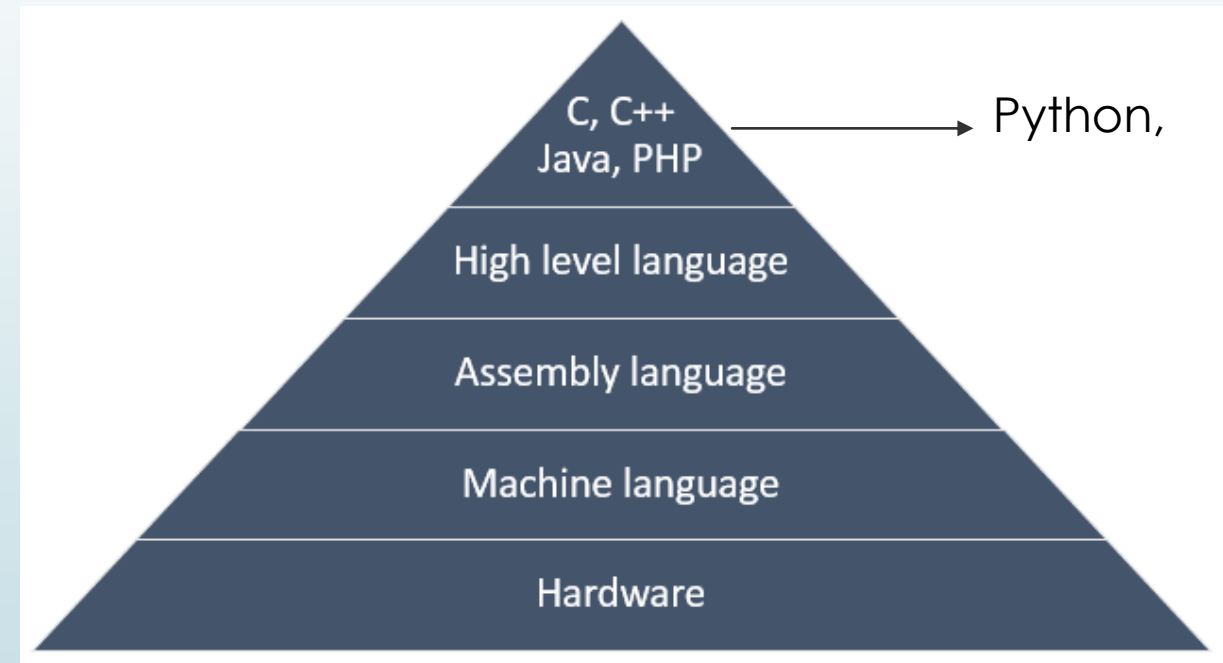 C, C++
Java, PHP
Python,
High level language
Assembly language
Machine language
Hardware